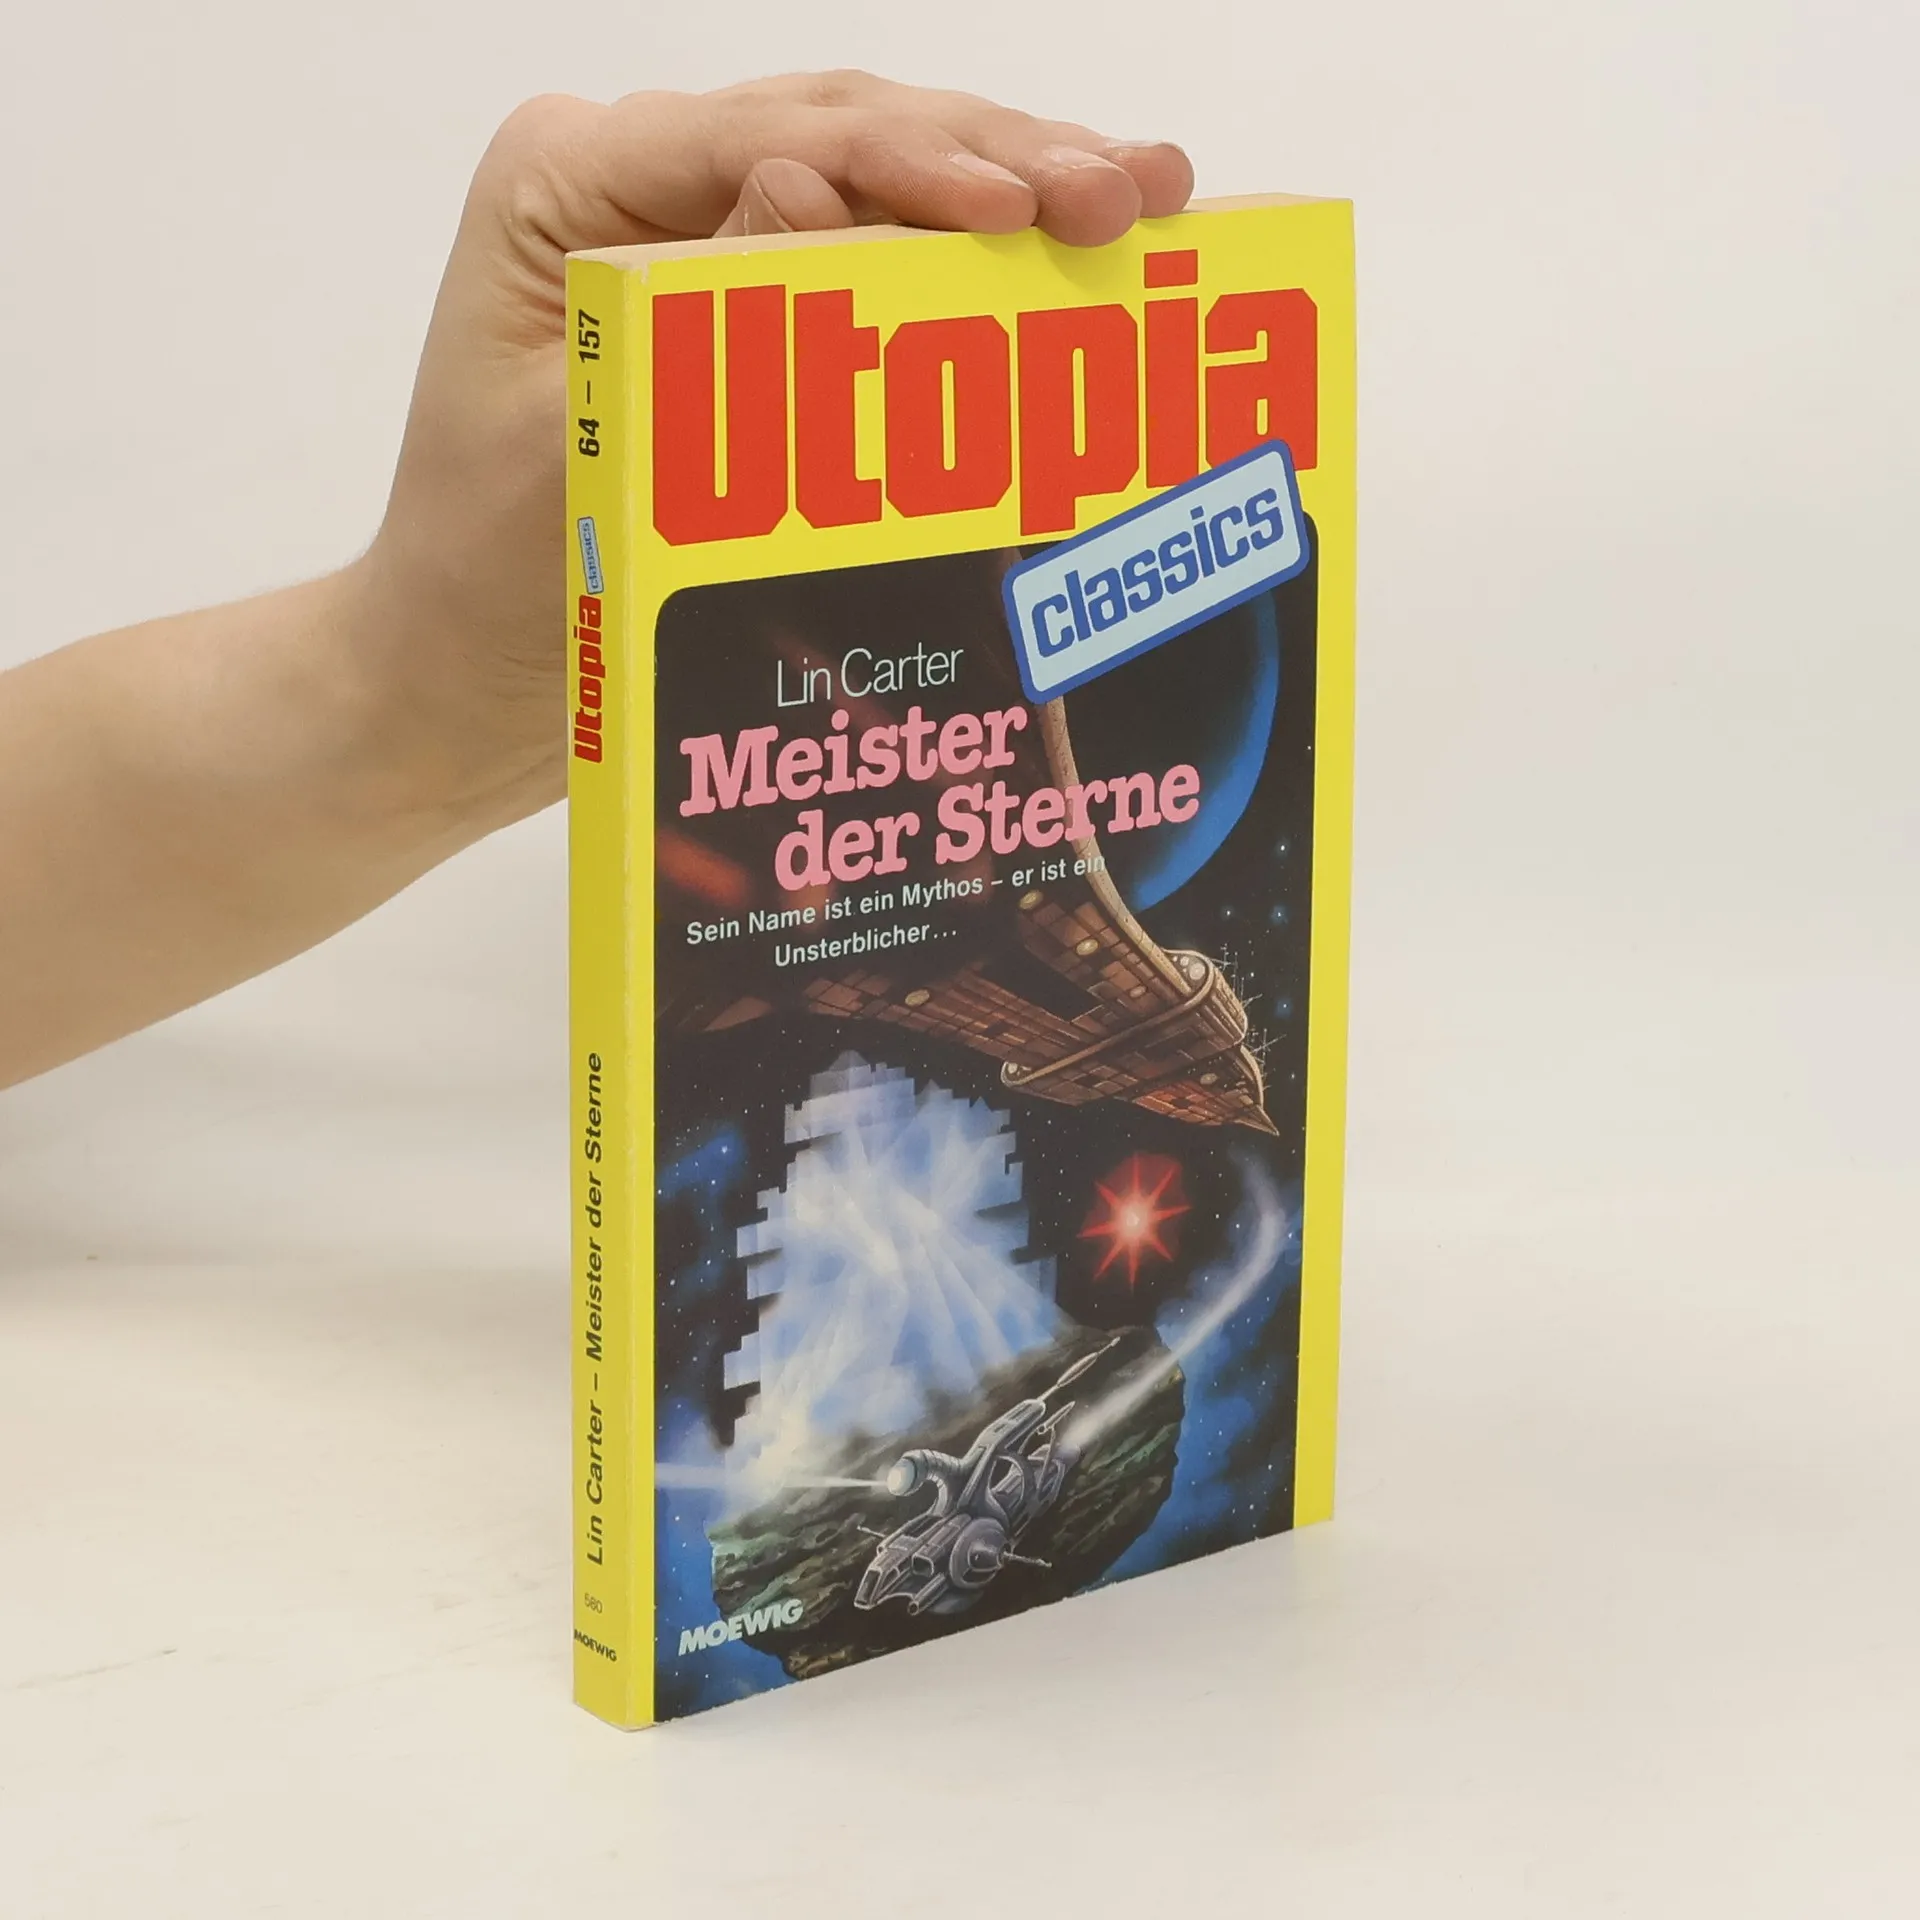 Utopia
classics
Lin Carter
Meister
der Sterne
Sein Name ist ein Mythos – er ist ein
Unsterblicher...
MOEWIG
64 – 157
Utopia classics
Lin Carter – Meister der Sterne
580
MOEWIG